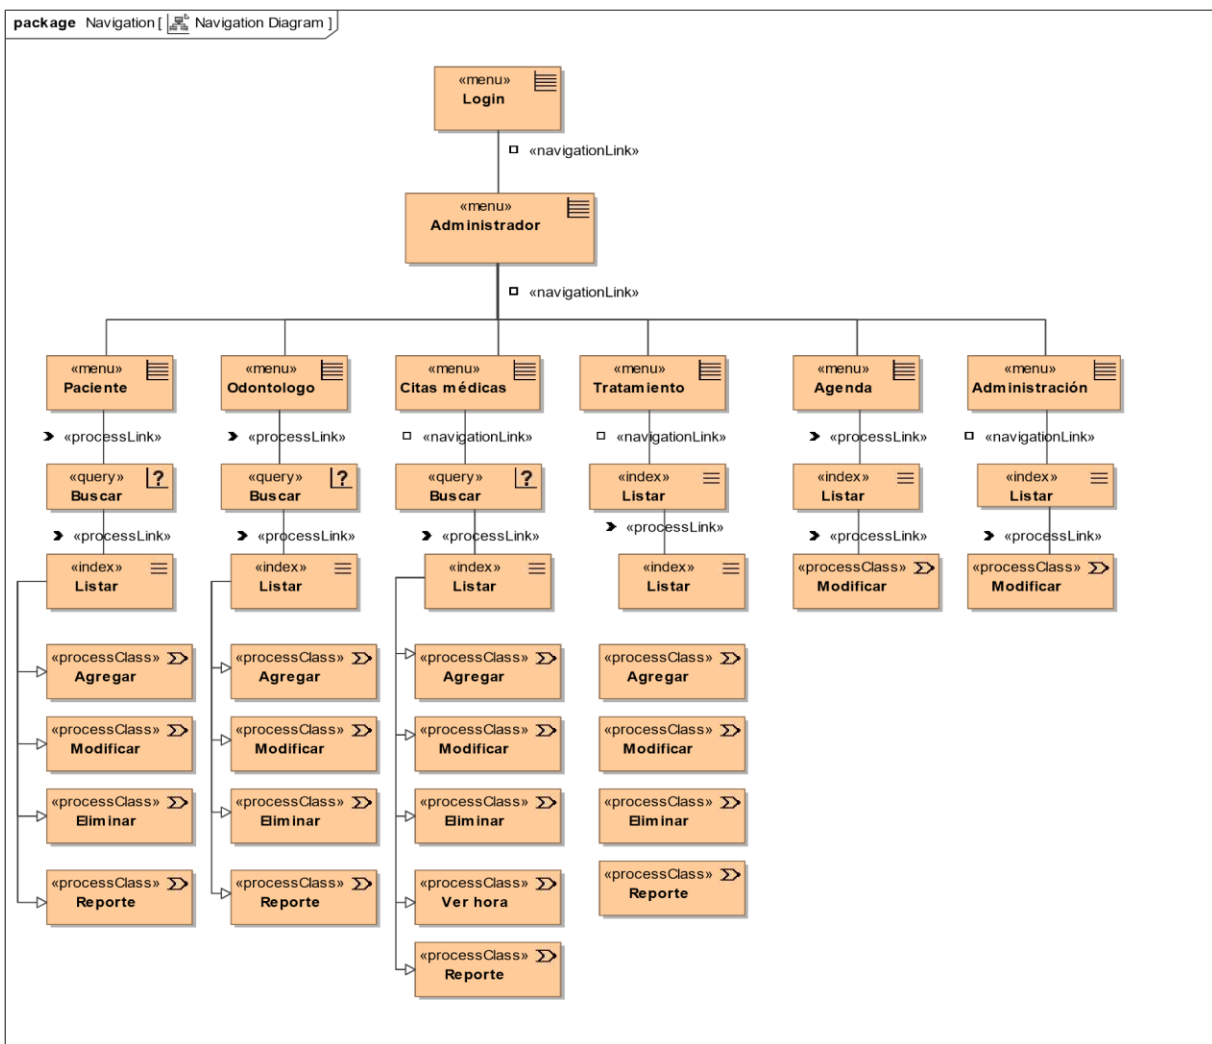 package Navigation [ Navigation Diagram ]
«menu»
Login
«navigationLink»
«menu»
Administrador
«navigationLink»
«menu»
Paciente
«menu»
Odontologo
«menu»
Citas médicas
«menu»
Tratamiento
«menu»
Agenda
«menu»
Administración
«processLink»
«processLink»
«navigationLink»
«navigationLink»
«processLink»
«navigationLink»
«query»
Buscar
«query»
Buscar
«query»
Buscar
«index»
Listar
«index»
Listar
«index»
Listar
«processLink»
«processLink»
«processLink»
«processLink»
«processLink»
«processLink»
«index»
Listar
«index»
Listar
«index»
Listar
«index»
Listar
«processClass»
Modificar
«processClass»
Modificar
«processClass»
Agregar
«processClass»
Agregar
«processClass»
Agregar
«processClass»
Agregar
«processClass»
Modificar
«processClass»
Modificar
«processClass»
Modificar
«processClass»
Modificar
«processClass»
Eliminar
«processClass»
Eliminar
«processClass»
Eliminar
«processClass»
Eliminar
«processClass»
Reporte
«processClass»
Reporte
«processClass»
Ver hora
«processClass»
Reporte
«processClass»
Reporte